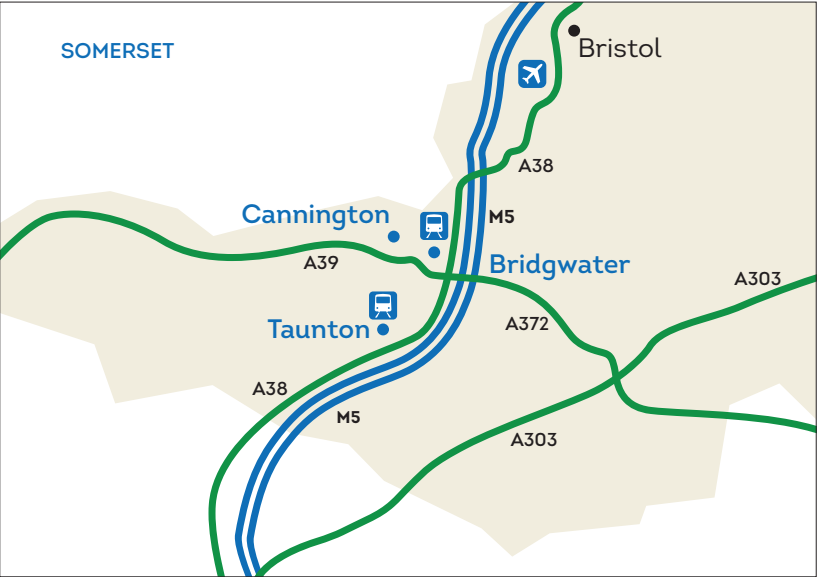 SOMERSET
Bristol
A38
Cannington
M5
A39
Bridgwater
A303
Taunton
A372
A38
M5
A303